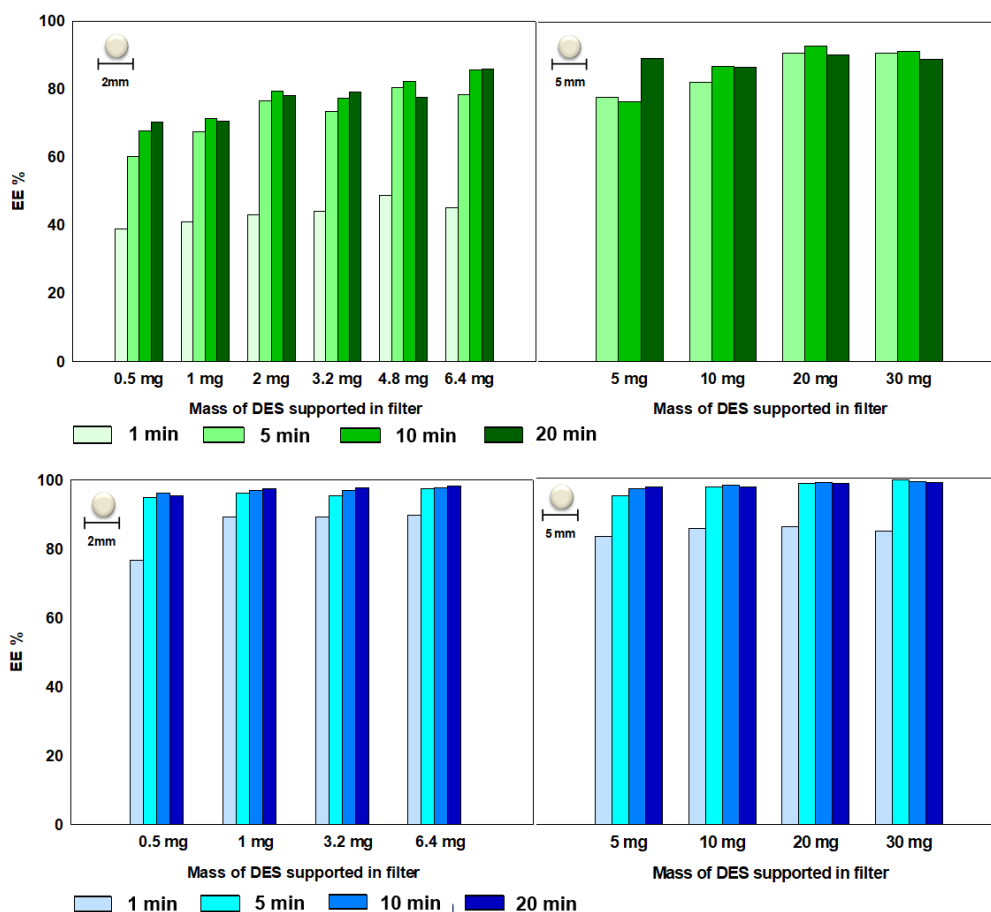 100
80
60
40
20
0
EE %
2mm
5 mm
0.5 mg 1 mg 2 mg 3.2 mg 4.8 mg 6.4 mg
5 mg 10 mg 20 mg 30 mg
Mass of DES supported in filter
Mass of DES supported in filter
1 min 5 min 10 min 20 min
100
80
60
40
20
0
EE %
2mm
5 mm
0.5 mg 1 mg 3.2 mg 6.4 mg
5 mg 10 mg 20 mg 30 mg
Mass of DES supported in filter
Mass of DES supported in filter
1 min 5 min 10 min 20 min